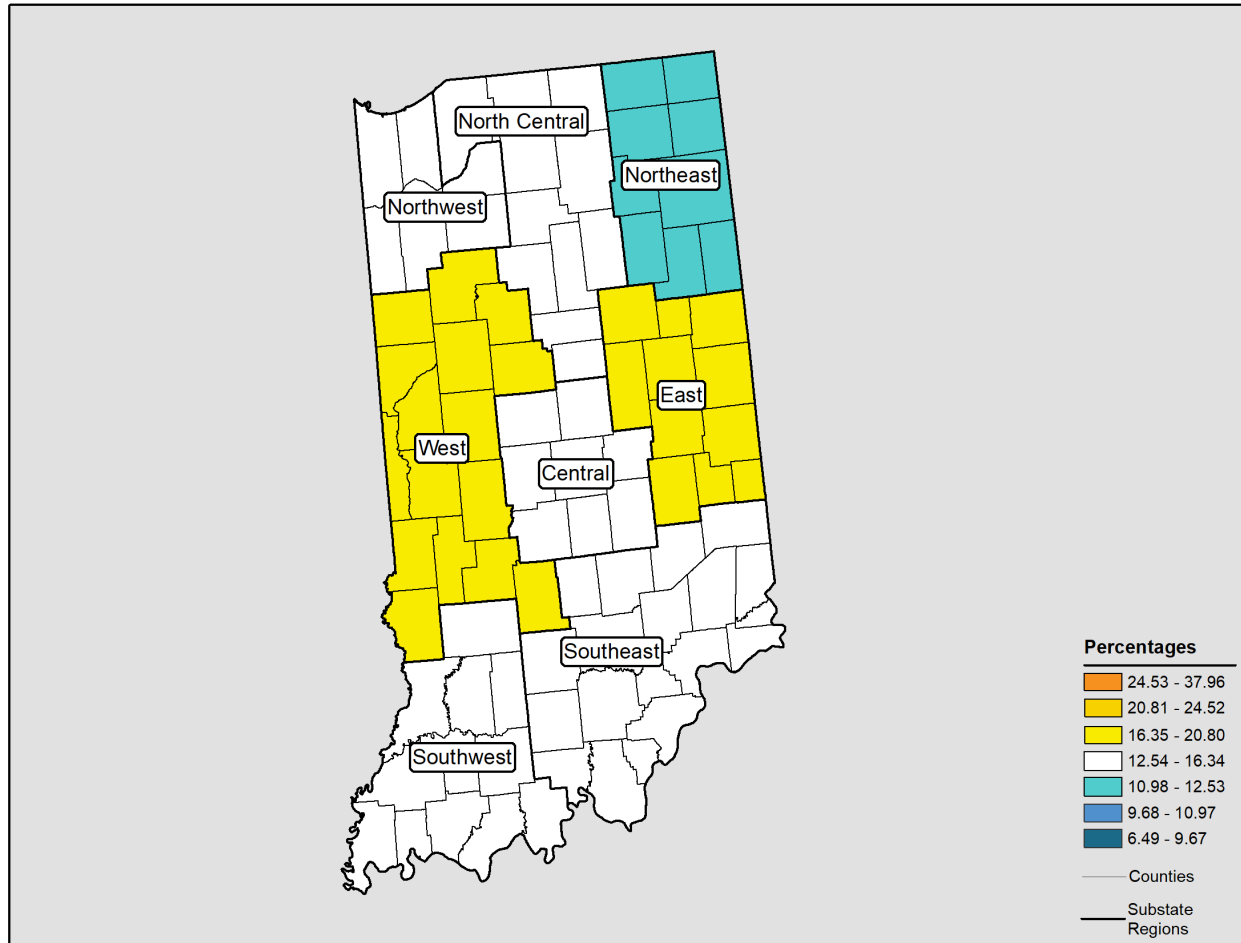 North Central
Northeast
Northwest
East
West
Central
Southeast
Southwest
Percentages
24.53 - 37.96
20.81 - 24.52
16.35 - 20.80
12.54 - 16.34
10.98 - 12.53
9.68 - 10.97
6.49 - 9.67
Counties
Substate
Regions